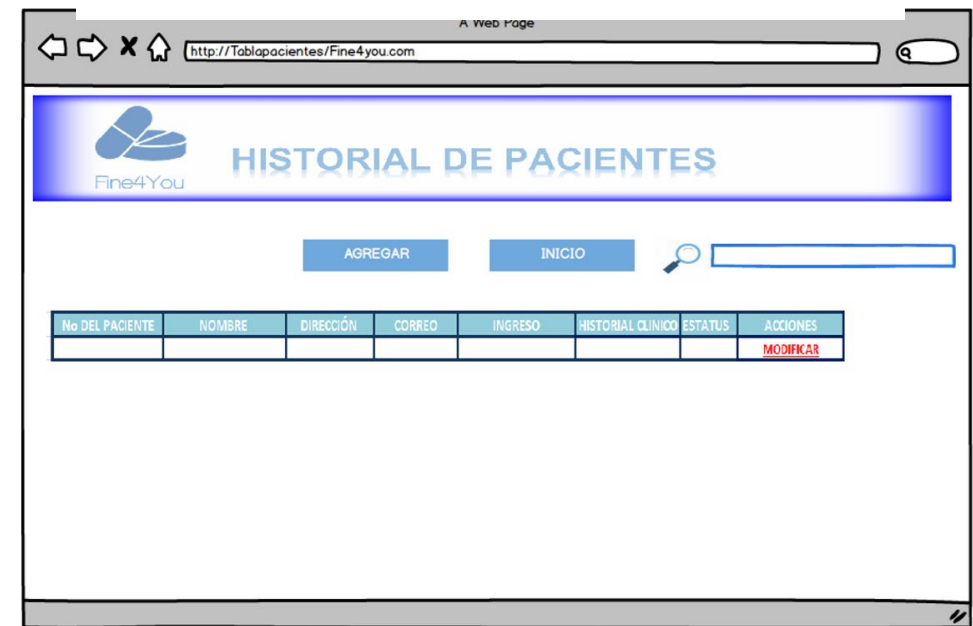 A Web Page
http://Tablapacientes/Fine4you.com
HISTORIAL DE PACIENTES
Fine4You
AGREGAR INICIO
No DEL PACIENTE NOMBRE DIRECCIÓN CORREO INGRESO HISTORIAL CLINICO ESTATUS ACCIONES
MODIFICAR